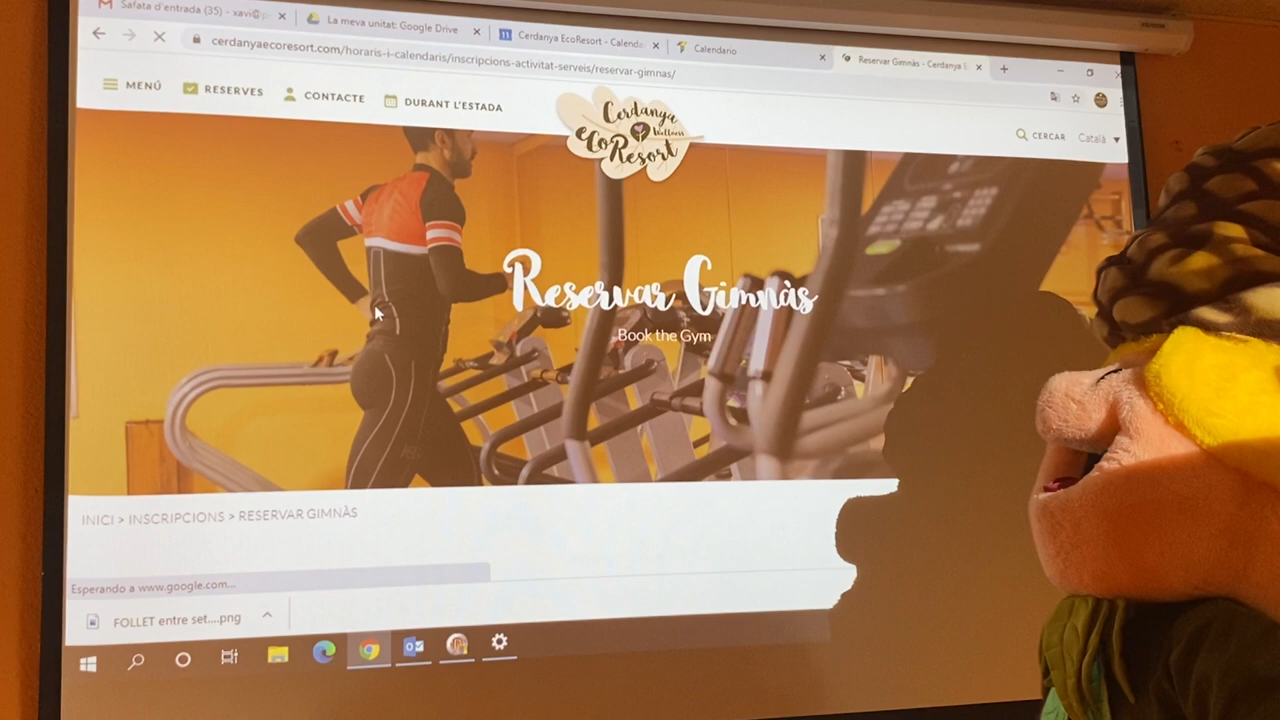 Safata d'entrada (35) - xavi@
La meva unitat: Google Drive
Cerdanya EcoResort - Calenda
Calendario
Reservar Gimnàs - Cerdanya E
cerdanyaecoresort.com/horaris-i-calendaris/inscripcions-activitat-serveis/reservar-gimnas/
MENÚ
RESERVES
CONTACTE
DURANT L'ESTADA
Cerdanya
EcoResort
Wellness
CERCAR
Català
Reservar Gimnàs
Book the Gym
INICI > INSCRIPCIONS > RESERVAR GIMNÀS
Esperando a www.google.com...
FOLLET entre set....png